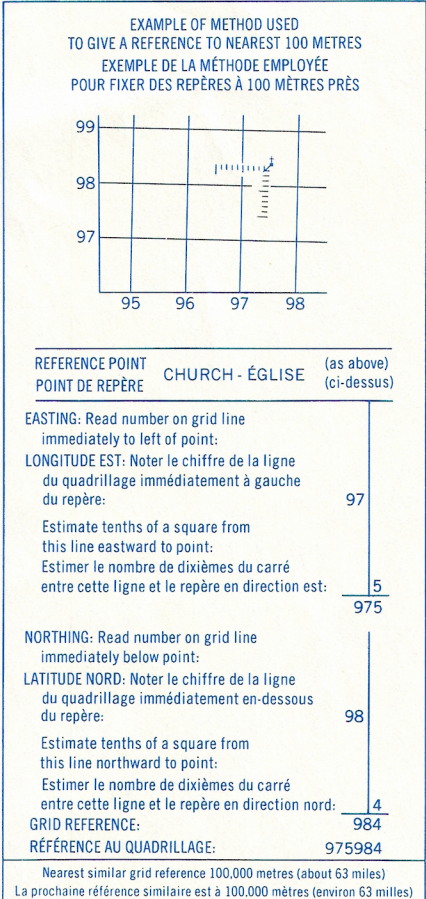 EXAMPLE OF METHOD USED
TO GIVE A REFERENCE TO NEAREST 100 METRES
EXEMPLE DE LA MÉTHODE EMPLOYÉE
POUR FIXER DES REPÈRES À 100 MÈTRES PRÈS
99
98
97
95 96 97 98
REFERENCE POINT
POINT DE REPÈRE
CHURCH - ÉGLISE
(as above)
(ci-dessus)
EASTING: Read number on grid line
immediately to left of point:
LONGITUDE EST: Noter le chiffre de la ligne
du quadrillage immédiatement à gauche
du repère: 97
Estimate tenths of a square from
this line eastward to point:
Estimer le nombre de dixièmes du carré
entre cette ligne et le repère en direction est: 5
975
NORTHING: Read number on grid line
immediately below point:
LATITUDE NORD: Noter le chiffre de la ligne
du quadrillage immédiatement en-dessous
du repère: 98
Estimate tenths of a square from
this line northward to point:
Estimer le nombre de dixièmes du carré
entre cette ligne et le repère en direction nord: 4
GRID REFERENCE: 984
RÉFÉRENCE AU QUADRILLAGE: 975984
Nearest similar grid reference 100,000 metres (about 63 miles)
La prochaine référence similaire est à 100,000 mètres (environ 63 milles)